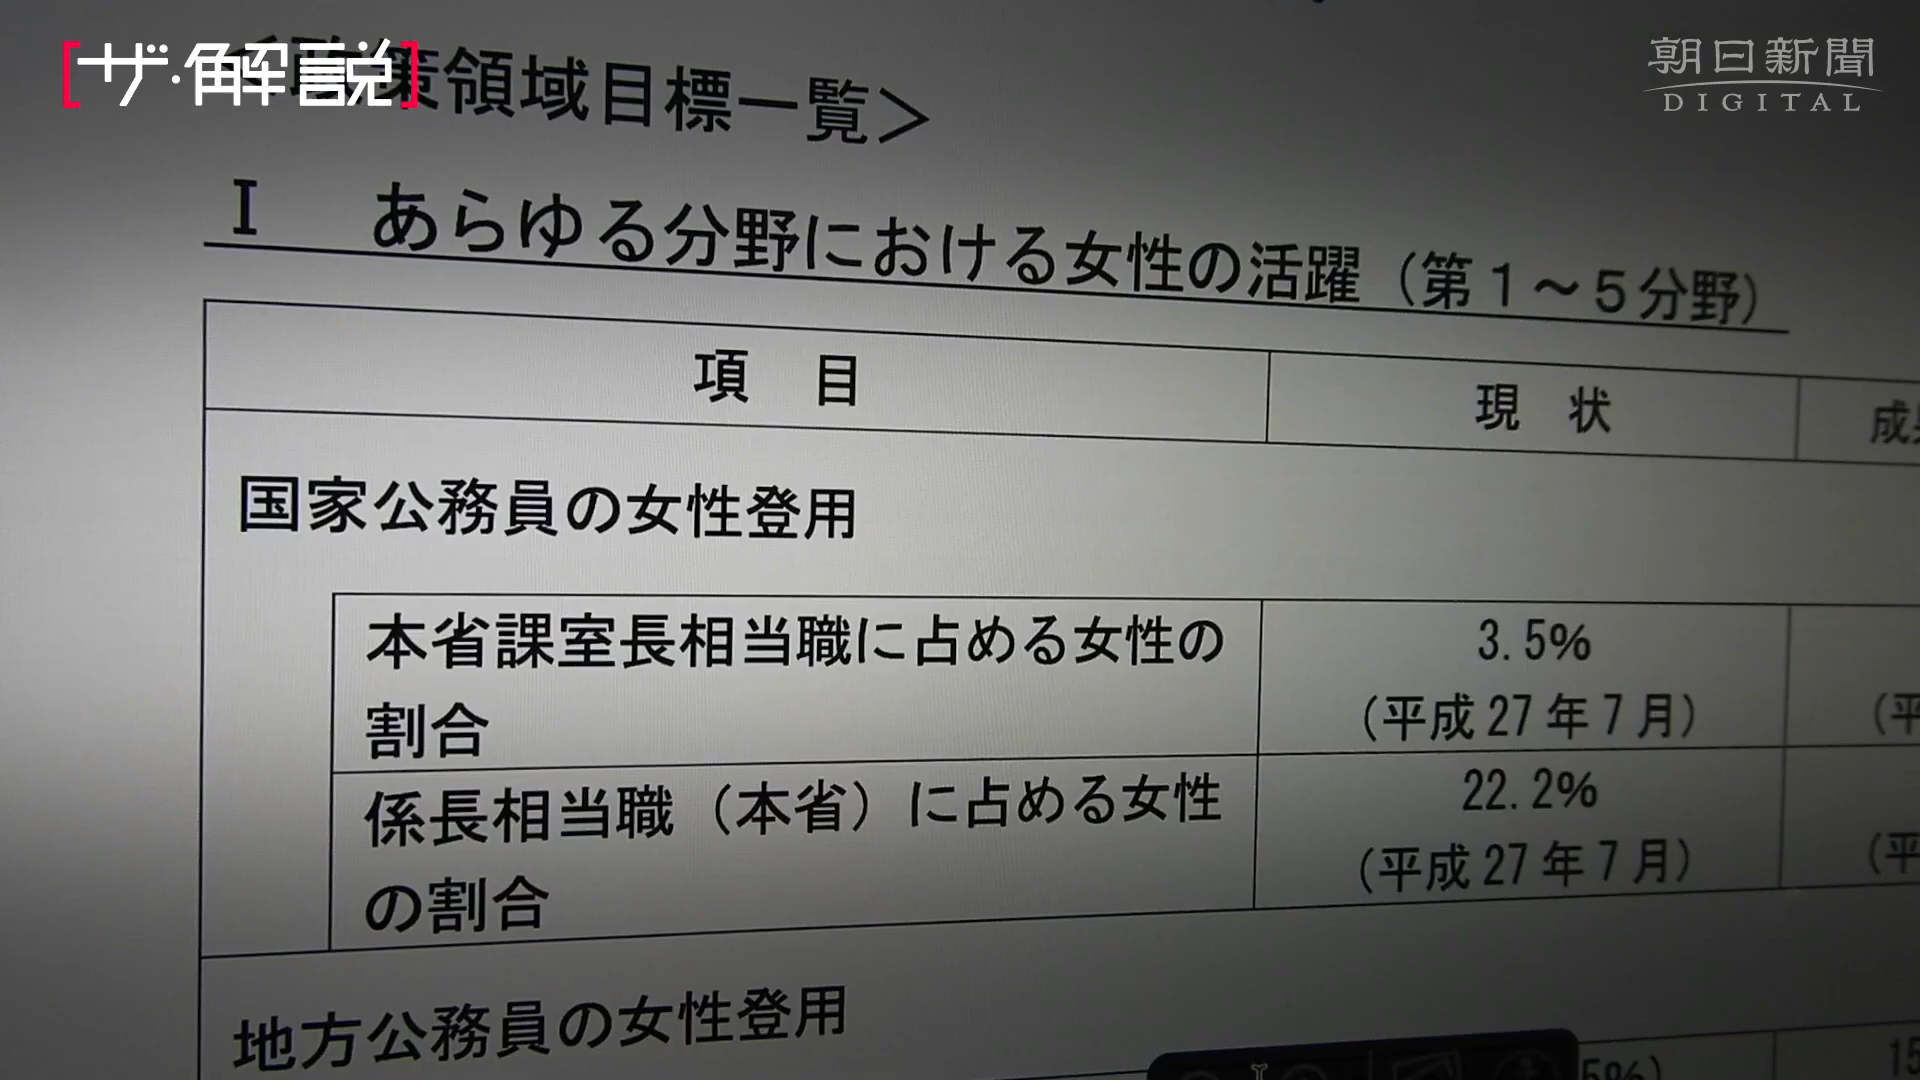 [ザ・解説]
朝日新聞
DIGITAL
策領域目標一覧＞
Ⅰ　あらゆる分野における女性の活躍（第１～５分野）
項　目
現　状
国家公務員の女性登用
本省課室長相当職に占める女性の
割合
3.5%
（平成 27 年 7 月）
係長相当職（本省）に占める女性
の割合
22.2%
（平成 27 年 7 月）
地方公務員の女性登用